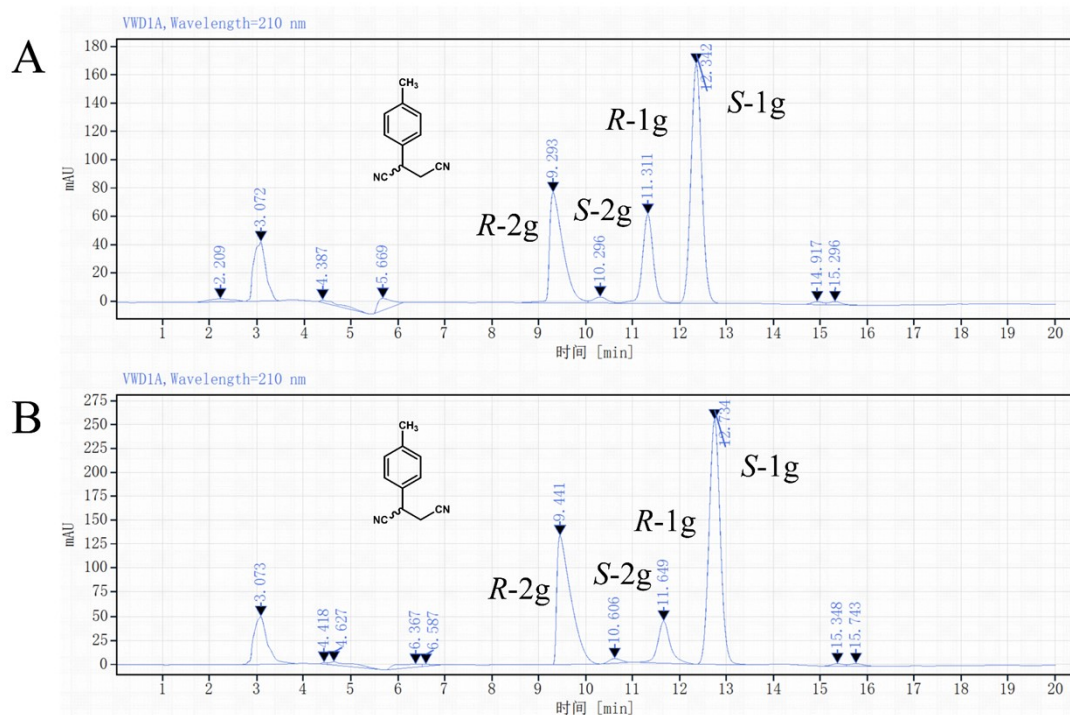 A
VWD1A,Wavelength=210 nm
mAU
180
160
140
120
100
80
60
40
20
0
2.209
3.072
4.387
5.669
R-2g
9.293
S-2g
10.296
R-1g
11.311
S-1g
12.342
14.917
15.296
CH₃
NC
CN
1 2 3 4 5 6 7 8 9 10 11 12 13 14 15 16 17 18 19 20
时间 [min]
B
VWD1A,Wavelength=210 nm
mAU
275
250
225
200
175
150
125
100
75
50
25
0
3.073
4.418
4.627
6.367
6.587
R-2g
9.441
S-2g
10.606
R-1g
11.649
S-1g
12.734
15.348
15.743
CH₃
NC
CN
1 2 3 4 5 6 7 8 9 10 11 12 13 14 15 16 17 18 19 20
时间 [min]